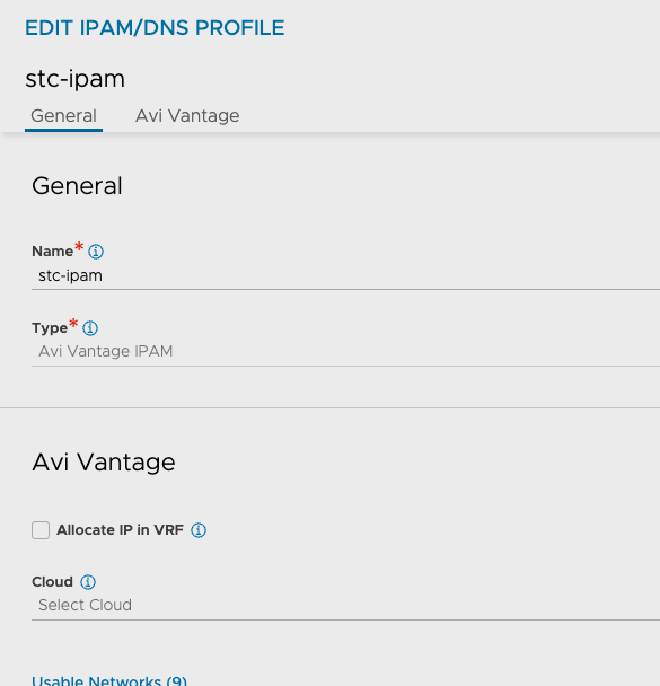 EDIT IPAM/DNS PROFILE
stc-ipam
General Avi Vantage
General
Name*
stc-ipam
Type*
Avi Vantage IPAM
Avi Vantage
Allocate IP in VRF
Cloud
Select Cloud
Usable Networks (9)